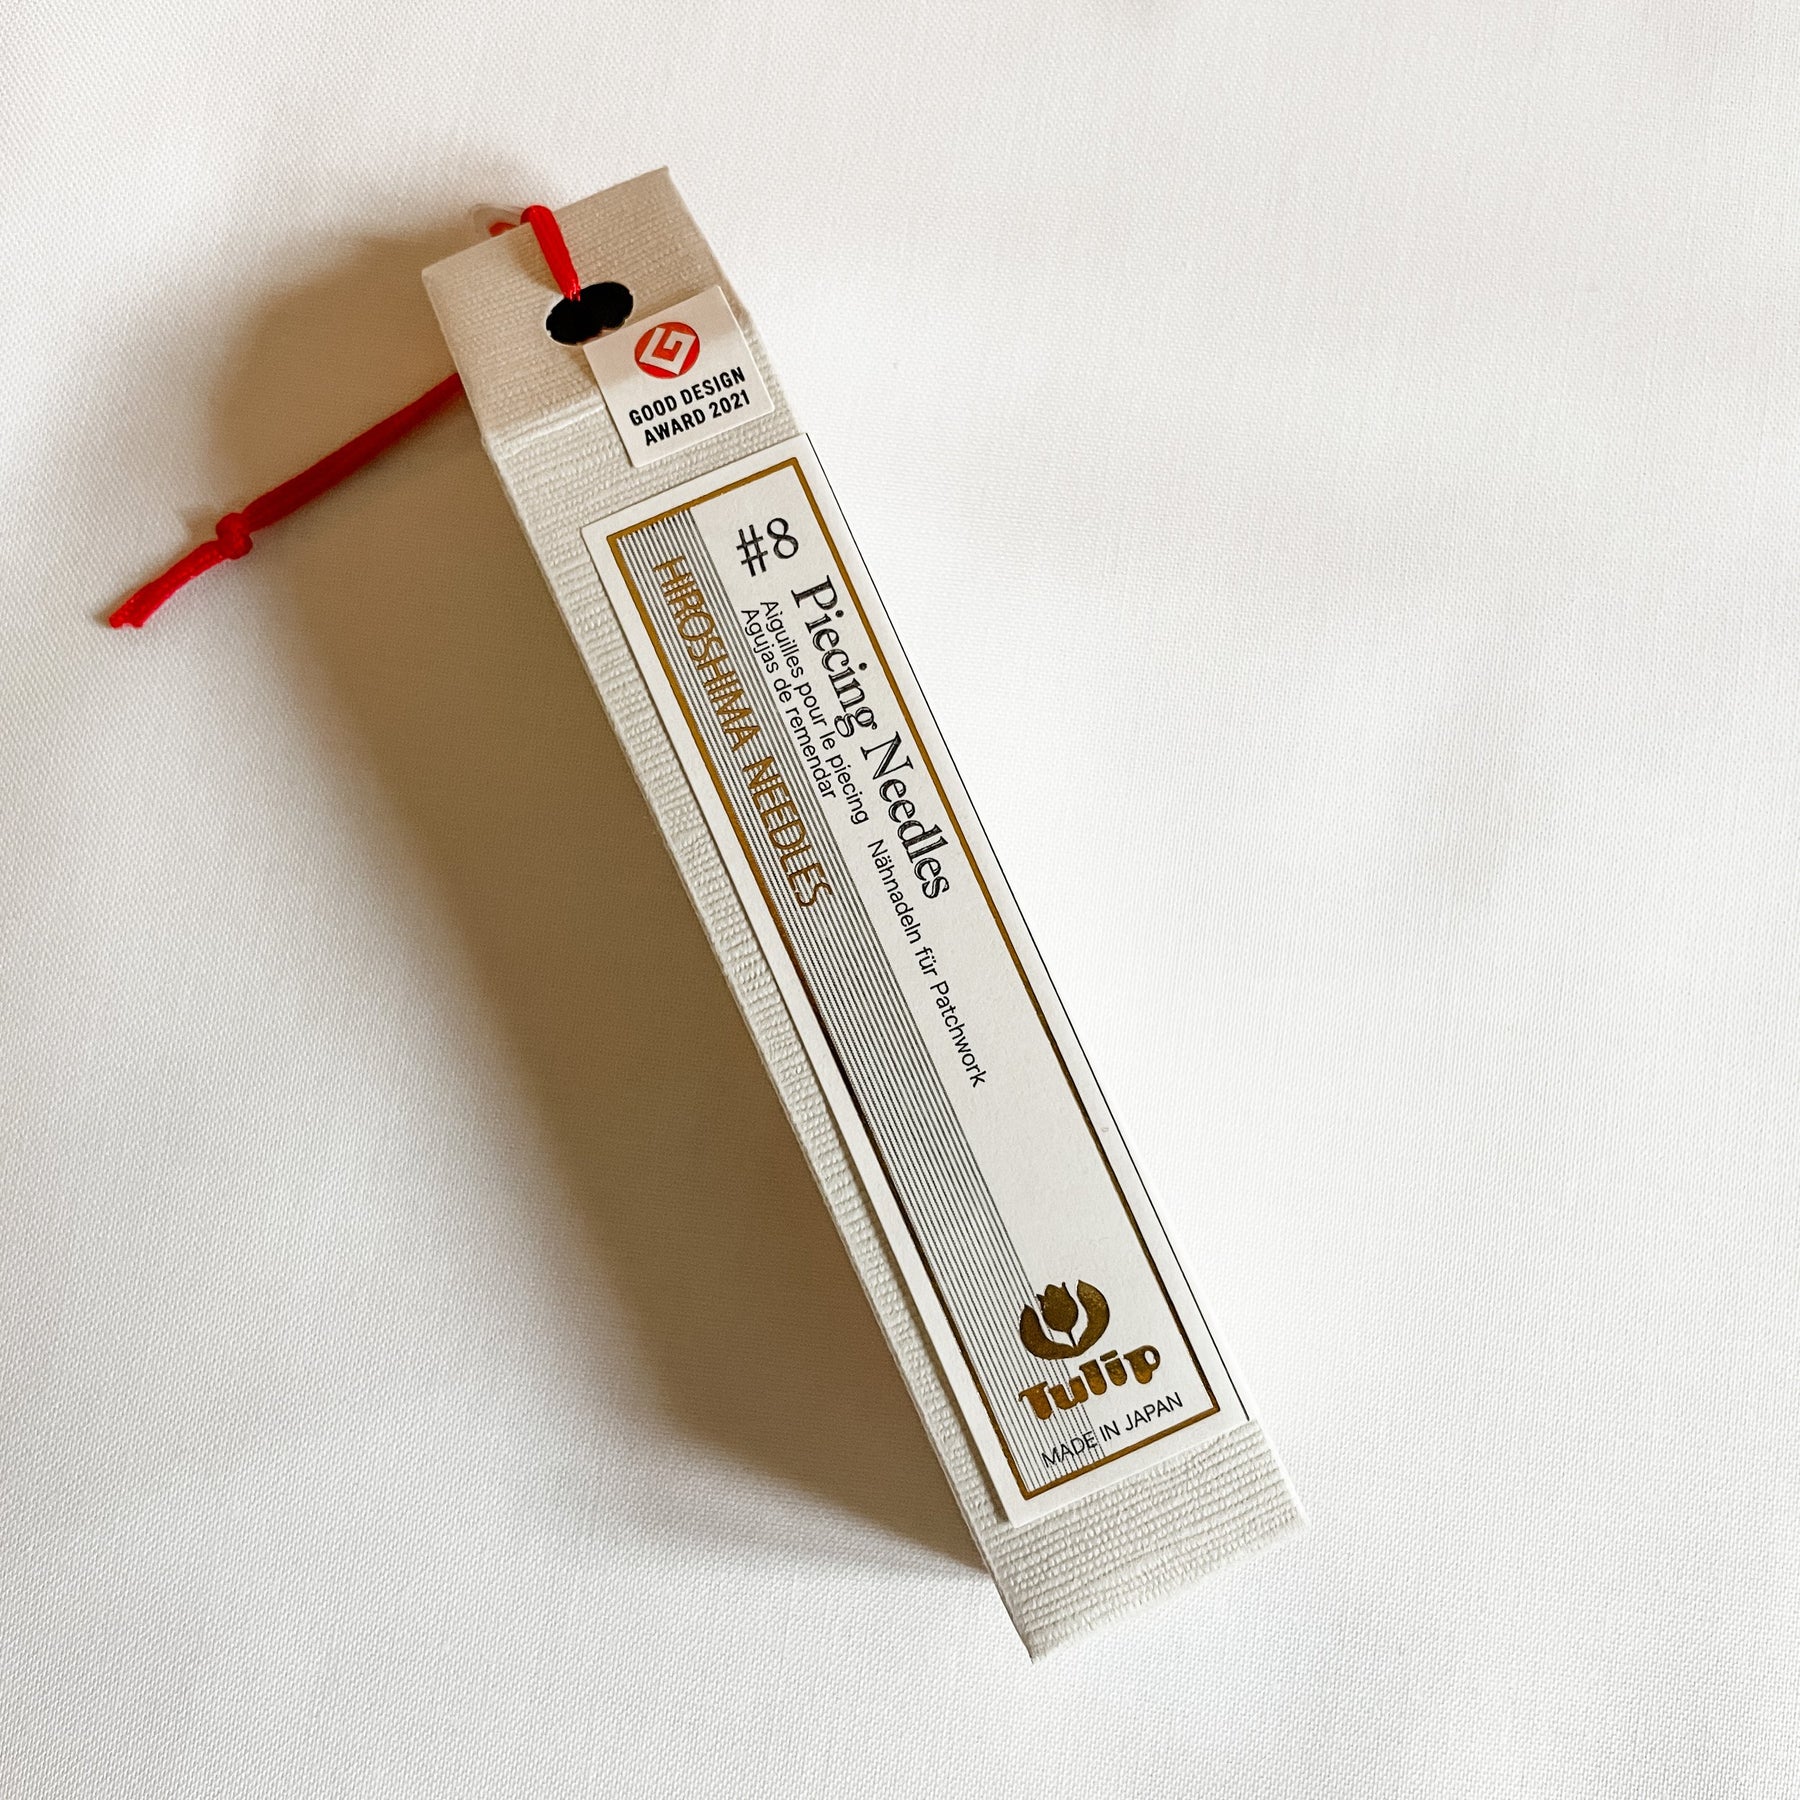 GOOD DESIGN
AWARD 2021
#8
Piecing Needles
Aiguilles pour le piecing Nähnadeln für Patchwork
Agujas de remendar
HIROSHIMA NEEDLES
Tulip
MADE IN JAPAN